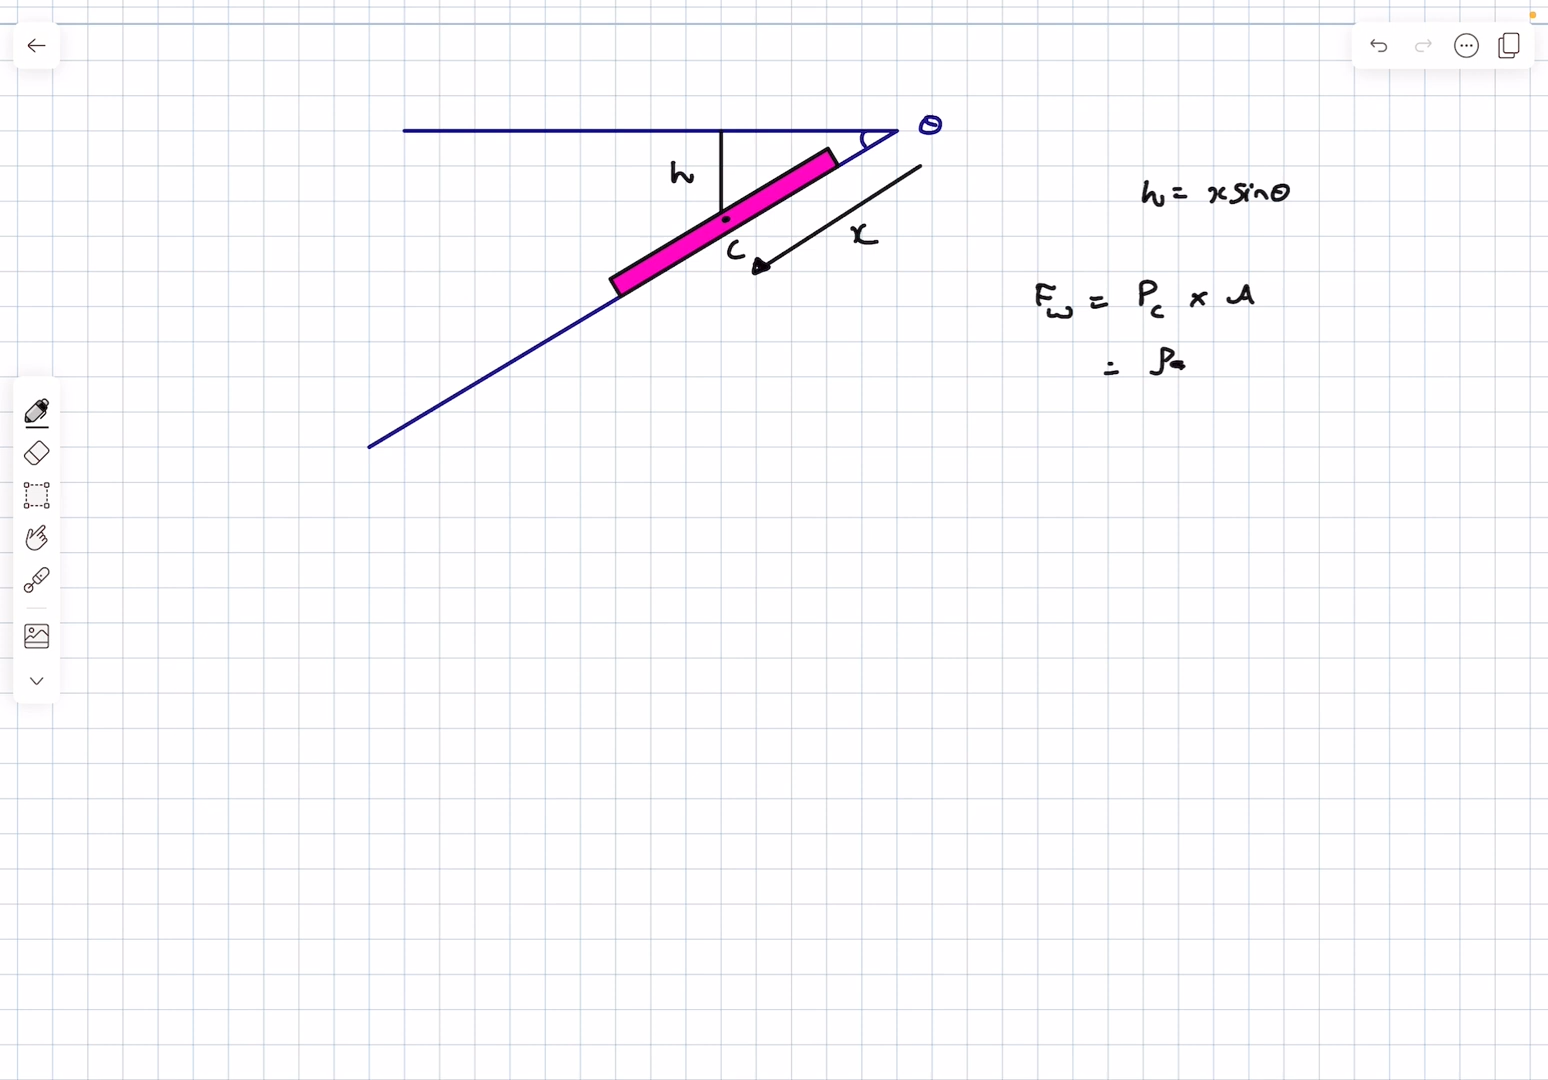 θ
h
h = x sinθ
x
c
F_w = P_c × A
= ρ